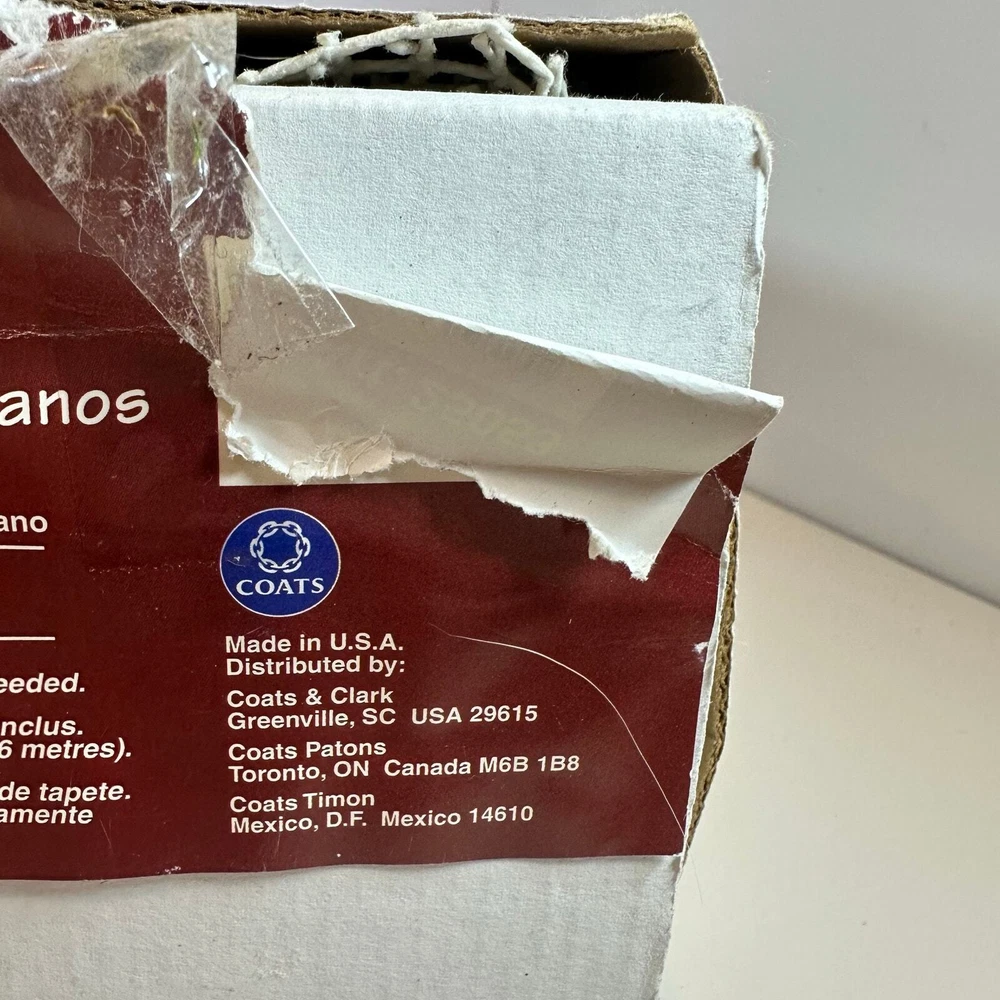 anos
ano
eeded.
nclus.
6 metres).
de tapete.
amente
COATS
Made in U.S.A.
Distributed by:
Coats & Clark
Greenville, SC USA 29615
Coats Patons
Toronto, ON Canada M6B 1B8
Coats Timon
Mexico, D.F. Mexico 14610